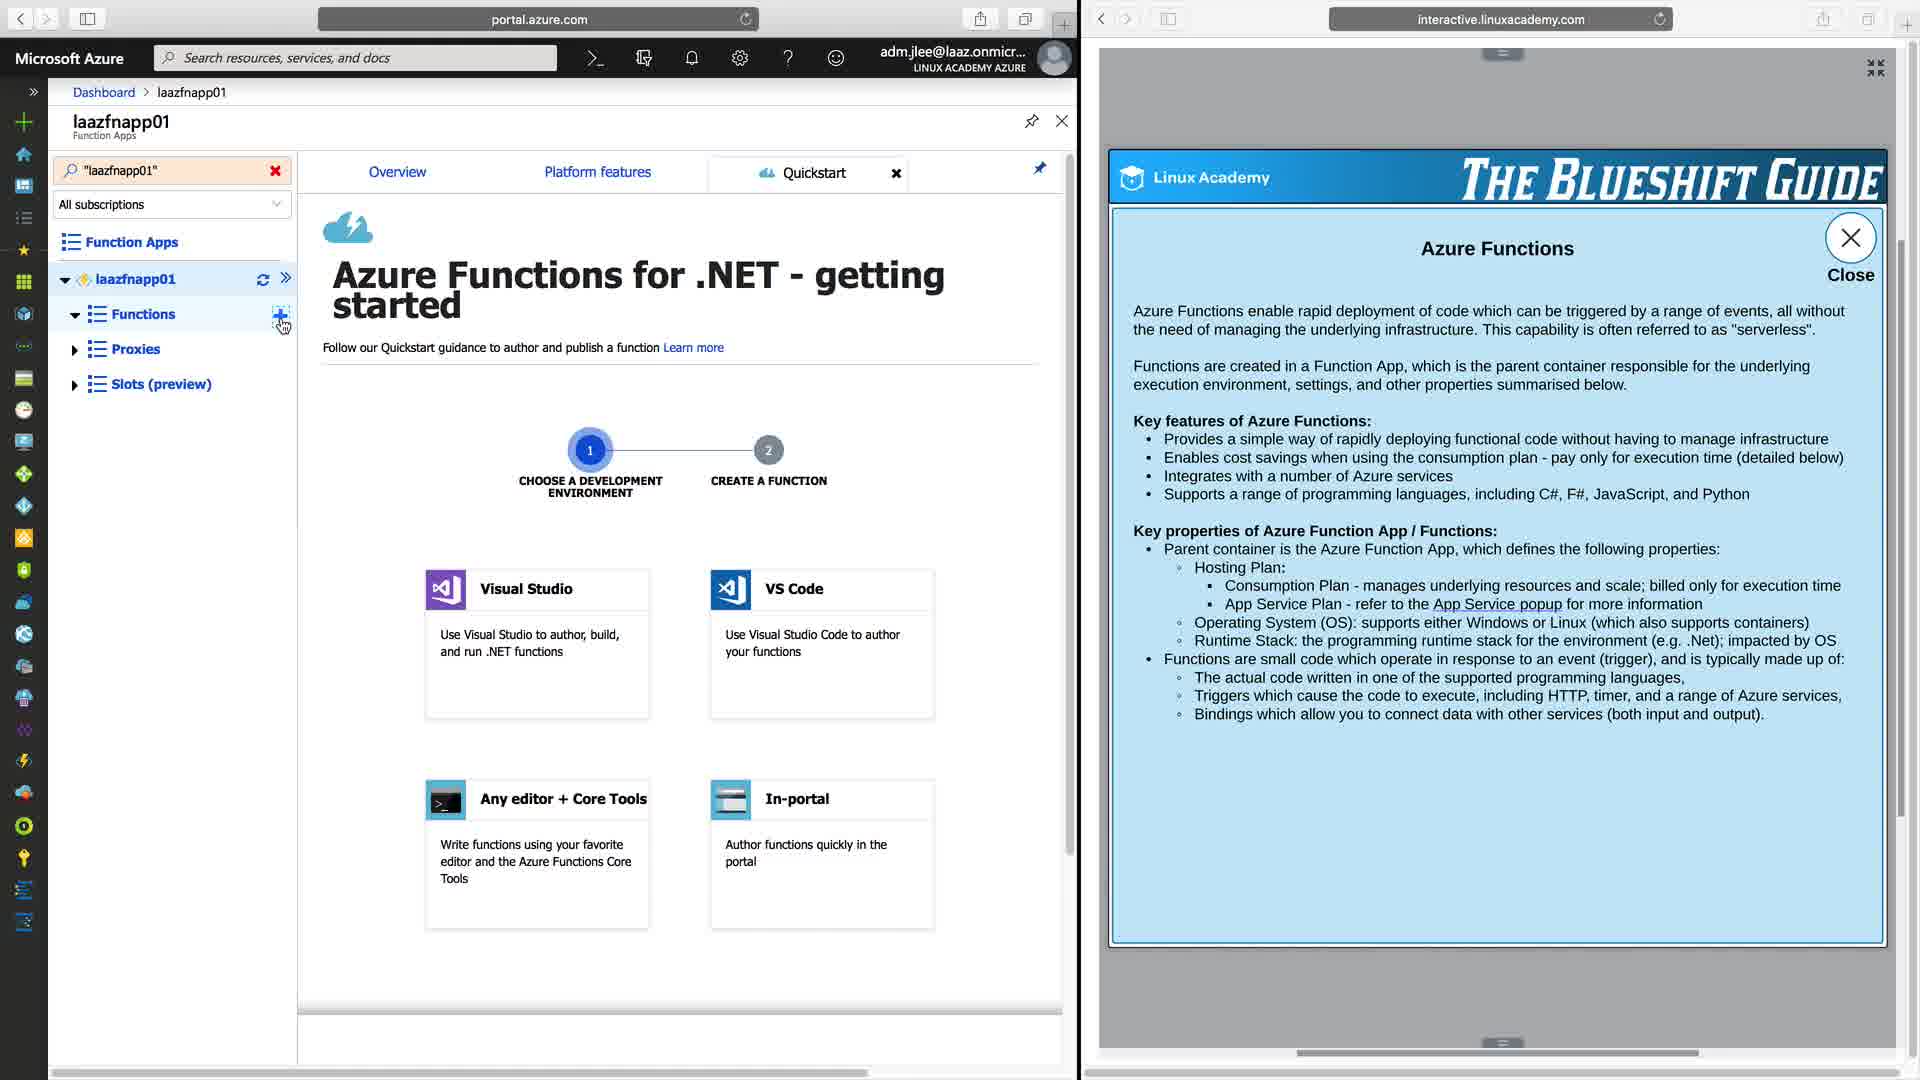 portal.azure.com
Microsoft Azure
Search resources, services, and docs
adm.jlee@laaz.onmicr...
LINUX ACADEMY AZURE
Dashboard > laazfnapp01
laazfnapp01
Function Apps
"laazfnapp01"
All subscriptions
Function Apps
laazfnapp01
Functions
Proxies
Slots (preview)
Overview
Platform features
Quickstart
Azure Functions for .NET - getting
started
Follow our Quickstart guidance to author and publish a function Learn more
1
2
CHOOSE A DEVELOPMENT
ENVIRONMENT
CREATE A FUNCTION
Visual Studio
Use Visual Studio to author, build,
and run .NET functions
VS Code
Use Visual Studio Code to author
your functions
Any editor + Core Tools
Write functions using your favorite
editor and the Azure Functions Core
Tools
In-portal
Author functions quickly in the
portal
interactive.linuxacademy.com
Linux Academy
THE BLUESHIFT GUIDE
Azure Functions
Close
Azure Functions enable rapid deployment of code which can be triggered by a range of events, all without
the need of managing the underlying infrastructure. This capability is often referred to as "serverless".
Functions are created in a Function App, which is the parent container responsible for the underlying
execution environment, settings, and other properties summarised below.
Key features of Azure Functions:
• Provides a simple way of rapidly deploying functional code without having to manage infrastructure
• Enables cost savings when using the consumption plan - pay only for execution time (detailed below)
• Integrates with a number of Azure services
• Supports a range of programming languages, including C#, F#, JavaScript, and Python
Key properties of Azure Function App / Functions:
• Parent container is the Azure Function App, which defines the following properties:
◦ Hosting Plan:
▪ Consumption Plan - manages underlying resources and scale; billed only for execution time
▪ App Service Plan - refer to the App Service popup for more information
◦ Operating System (OS): supports either Windows or Linux (which also supports containers)
◦ Runtime Stack: the programming runtime stack for the environment (e.g. .Net); impacted by OS
• Functions are small code which operate in response to an event (trigger), and is typically made up of:
◦ The actual code written in one of the supported programming languages,
◦ Triggers which cause the code to execute, including HTTP, timer, and a range of Azure services,
◦ Bindings which allow you to connect data with other services (both input and output).